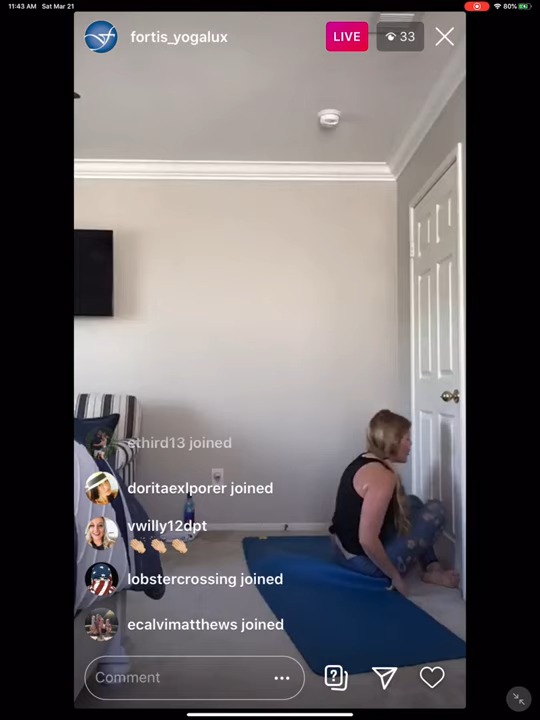 11:43 AM Sat Mar 21
80%
fortis_yogalux
LIVE
33
ethird13 joined
doritaexlporer joined
vwilly12dpt
👏🏼👏🏼👏🏼
lobstercrossing joined
ecalvimatthews joined
Comment